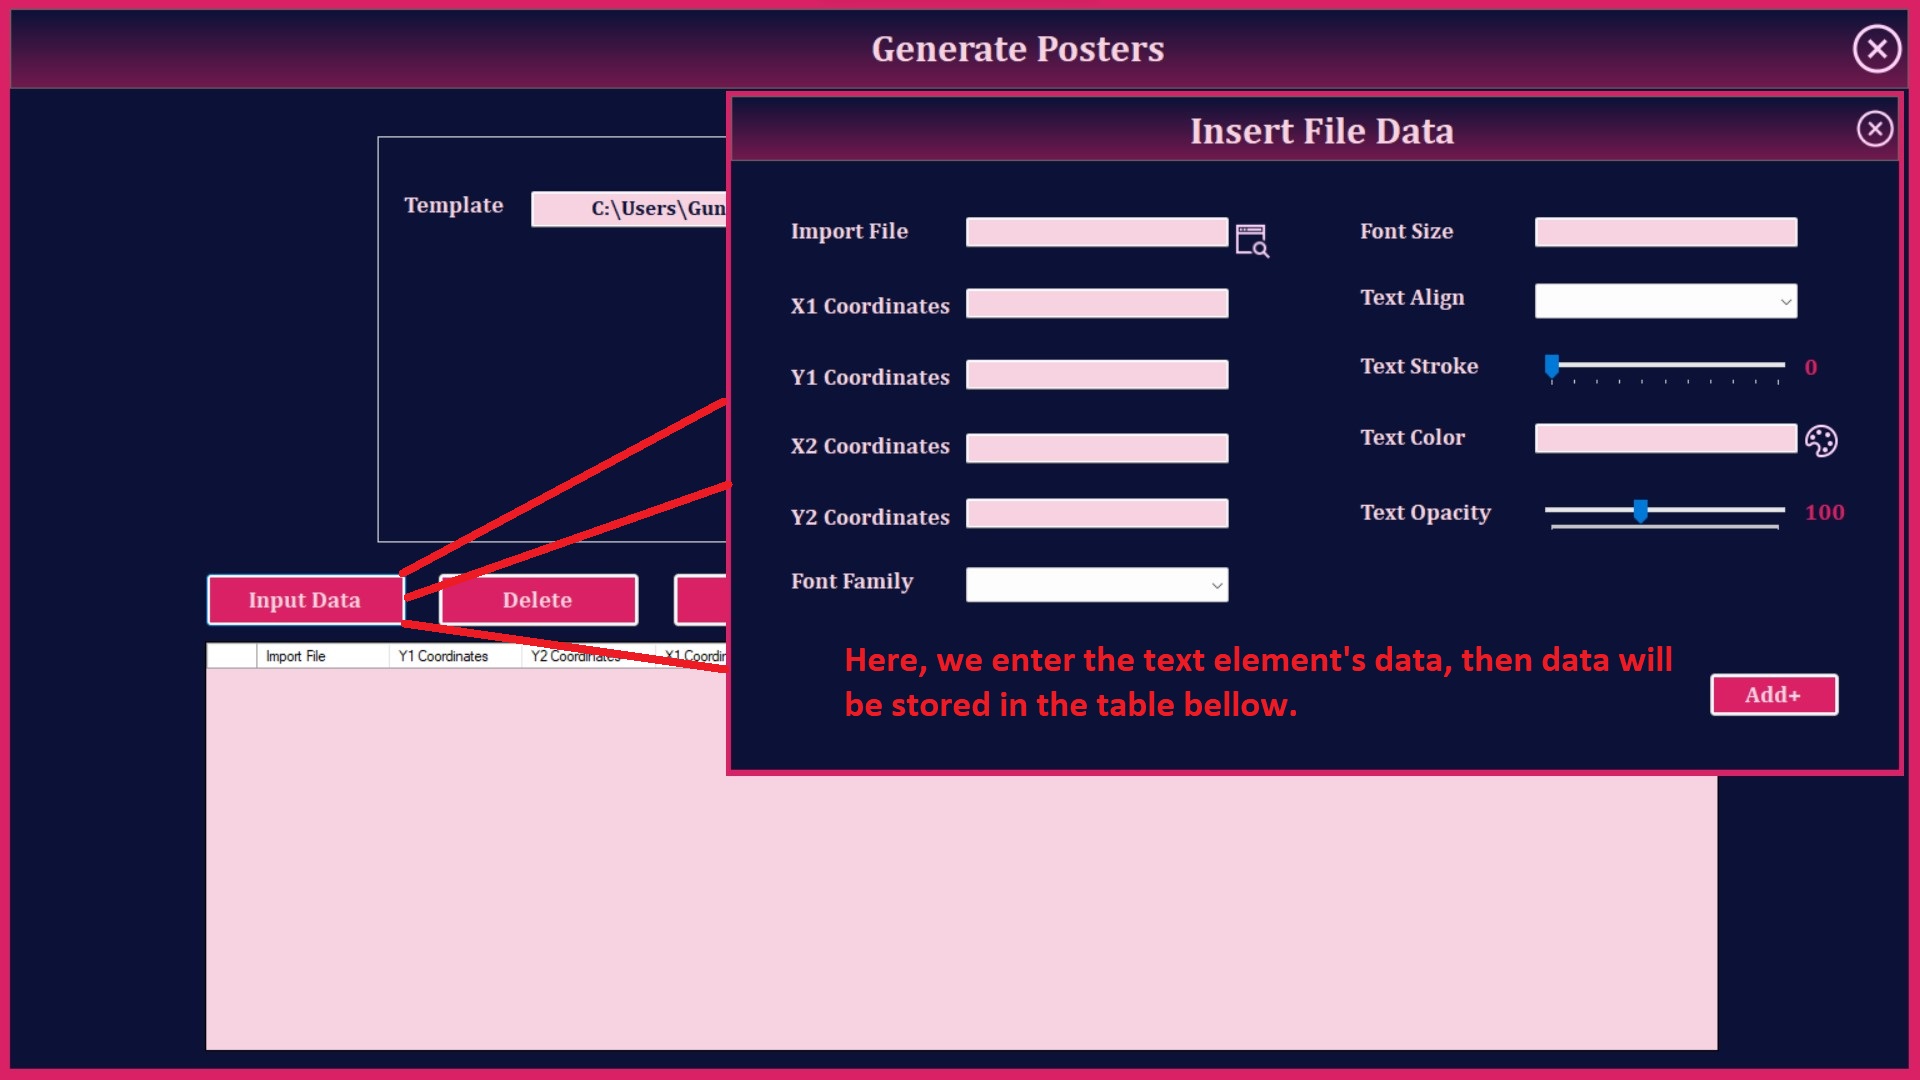 Generate Posters
Insert File Data
Template
C:\Users\Gun
Import File
X1 Coordinates
Y1 Coordinates
X2 Coordinates
Y2 Coordinates
Font Family
Font Size
Text Align
Text Stroke
0
Text Color
Text Opacity
100
Here, we enter the text element's data, then data will
be stored in the table bellow.
Add+
Input Data
Delete
Import File
Y1 Coordinates
Y2 Coordinates
X1 Coordin